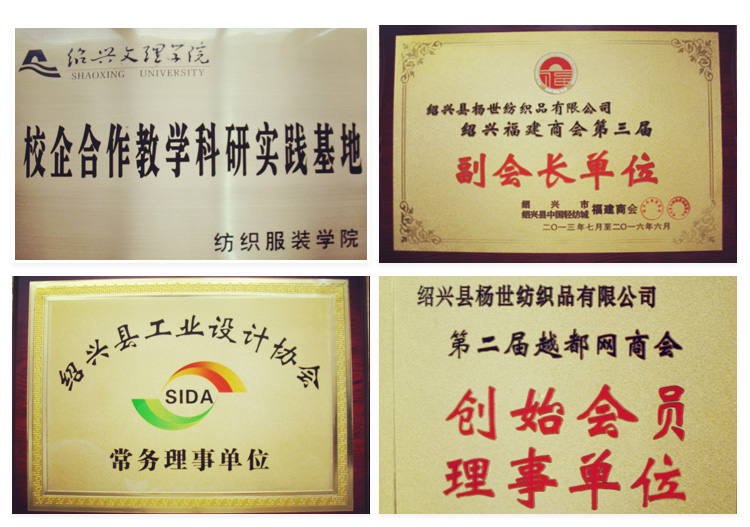 绍兴文理学院
SHAOXING UNIVERSITY
校企合作教学科研实践基地
纺织服装学院
绍兴县杨世纺织品有限公司
绍兴福建商会第三届
副会长单位
绍兴市
绍兴县中国轻纺城 福建商会
二〇一三年七月至二〇一六年六月
绍兴县工业设计协会
SIDA
常务理事单位
绍兴县杨世纺织品有限公司
第二届越都网商会
创始会员
理事单位